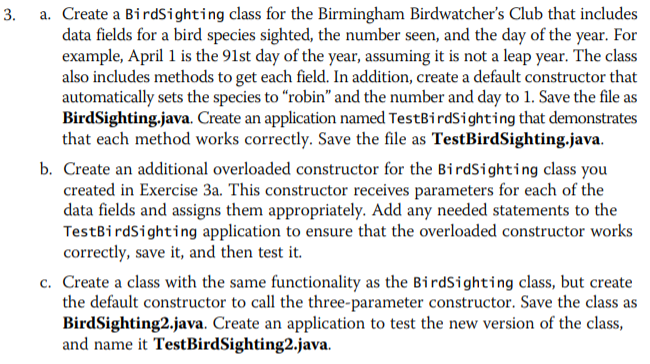 3. a. Create a BirdSighting class for the Birmingham Birdwatcher's Club that includes
data fields for a bird species sighted, the number seen, and the day of the year. For
example, April 1 is the 91st day of the year, assuming it is not a leap year. The class
also includes methods to get each field. In addition, create a default constructor that
automatically sets the species to “robin” and the number and day to 1. Save the file as
BirdSighting.java. Create an application named TestBirdSighting that demonstrates
that each method works correctly. Save the file as TestBirdSighting.java.
b. Create an additional overloaded constructor for the BirdSighting class you
created in Exercise 3a. This constructor receives parameters for each of the
data fields and assigns them appropriately. Add any needed statements to the
TestBirdSighting application to ensure that the overloaded constructor works
correctly, save it, and then test it.
c. Create a class with the same functionality as the BirdSighting class, but create
the default constructor to call the three-parameter constructor. Save the class as
BirdSighting2.java. Create an application to test the new version of the class,
and name it TestBirdSighting2.java.